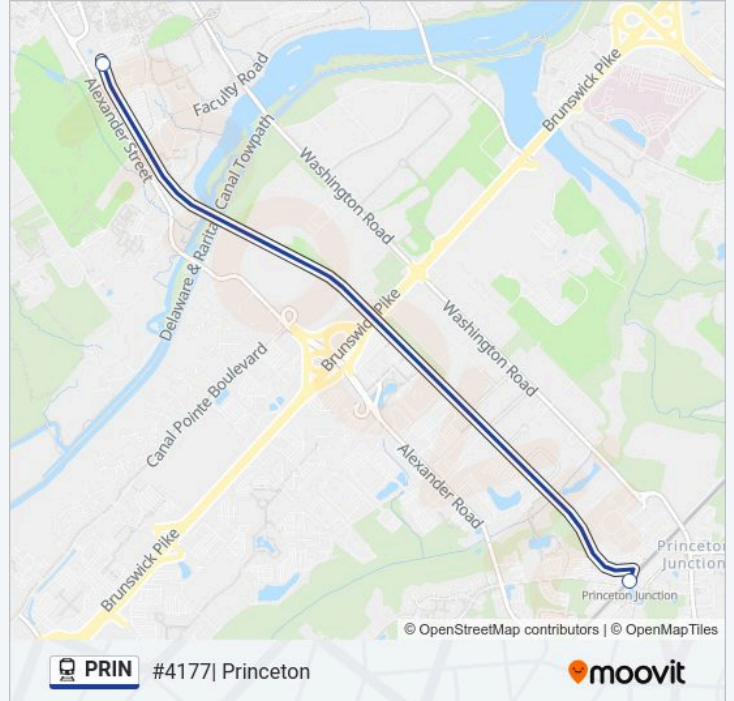 Faculty Road
Alexander Street
Brunswick Pike
Delaware & Raritan Canal Towpath
Washington Road
Brunswick Pike
Washington Road
Canal Pointe Boulevard
Alexander Road
Brunswick Pike
Princeton
Junction
Princeton Junction
© OpenStreetMap contributors | © OpenMapTiles
PRIN #4177| Princeton
moovit